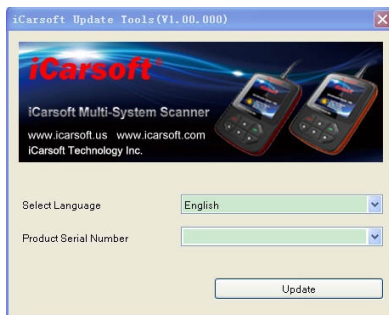 iCarsoft Update Tools(V1.00.000)
iCarsoft®
iCarsoft Multi-System Scanner
www.icarsoft.us www.icarsoft.com
iCarsoft Technology Inc.
Select Language English
Product Serial Number
Update